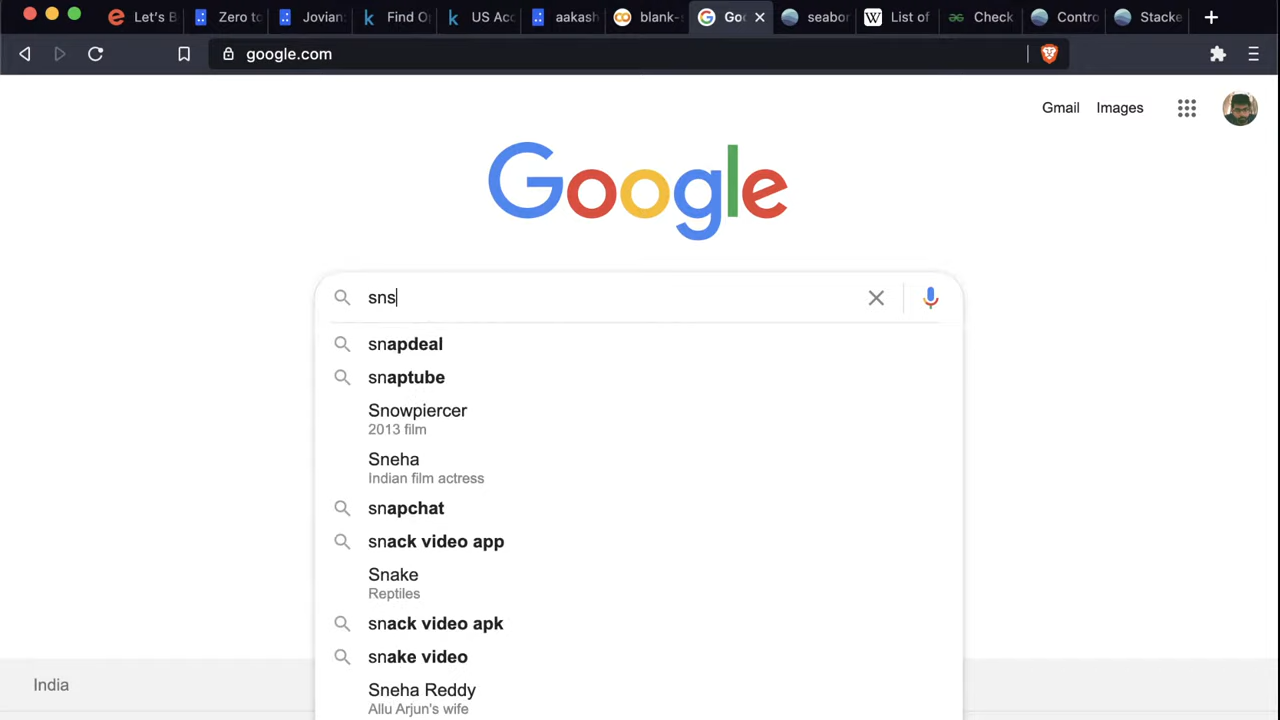 Let's B
Zero to
Jovian:
Find O
US Acc
aakash
blank-
Goo
seabor
List of
Check
Contro
Stacke
google.com
Gmail
Images
Google
sns
snapdeal
snaptube
Snowpiercer
2013 film
Sneha
Indian film actress
snapchat
snack video app
Snake
Reptiles
snack video apk
snake video
Sneha Reddy
Allu Arjun's wife
India